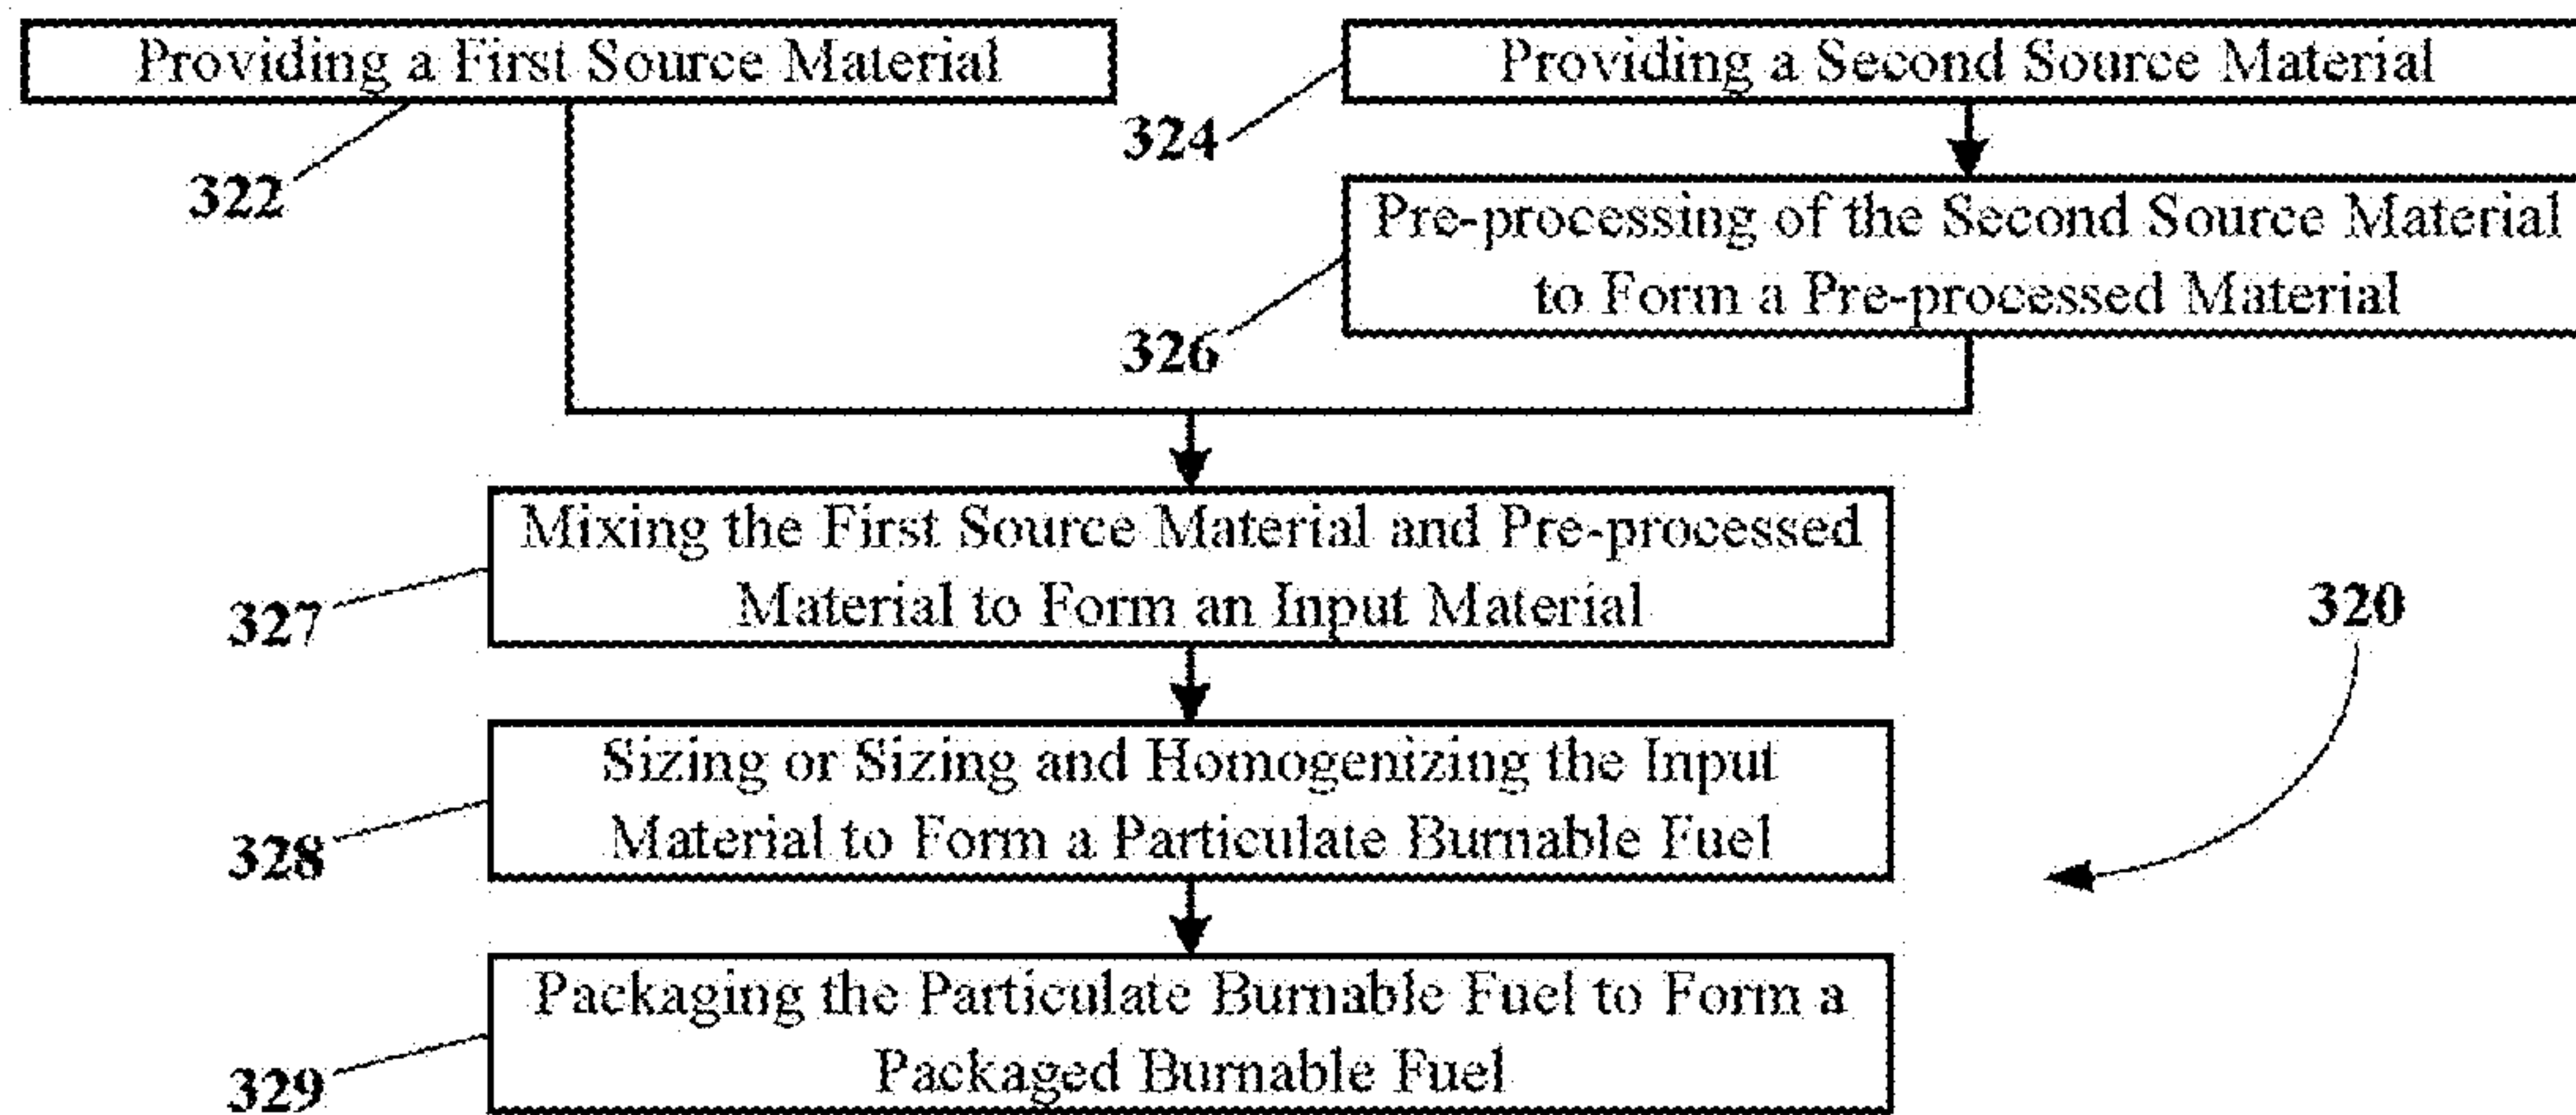 Providing a First Source Material
Providing a Second Source Material
324
322
Pre-processing of the Second Source Material
to Form a Pre-processed Material
326
Mixing the First Source Material and Pre-processed
Material to Form an Input Material
327
320
Sizing or Sizing and Homogenizing the Input
Material to Form a Particulate Burnable Fuel
328
Packaging the Particulate Burnable Fuel to Form a
Packaged Burnable Fuel
329